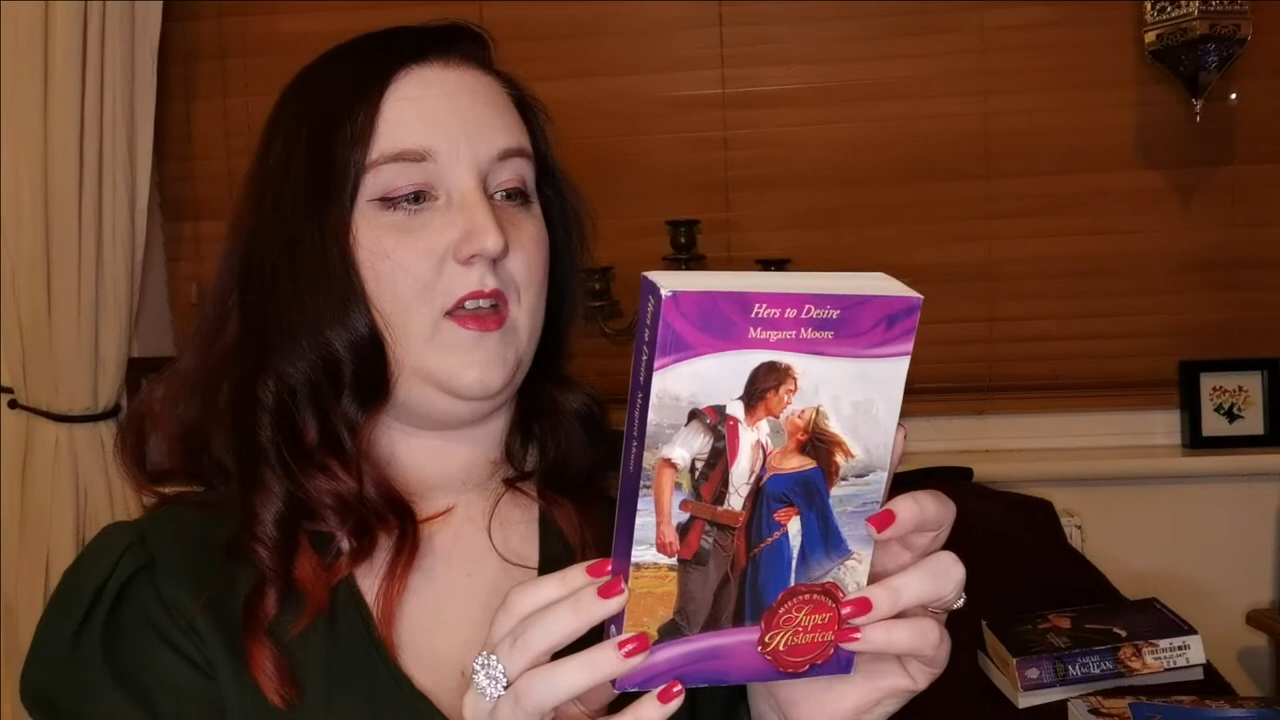 Hers to Desire
Margaret Moore
Hers to Desire Margaret Moore
MILLS & BOON
Super
Historical
SARAH
MACLEAN